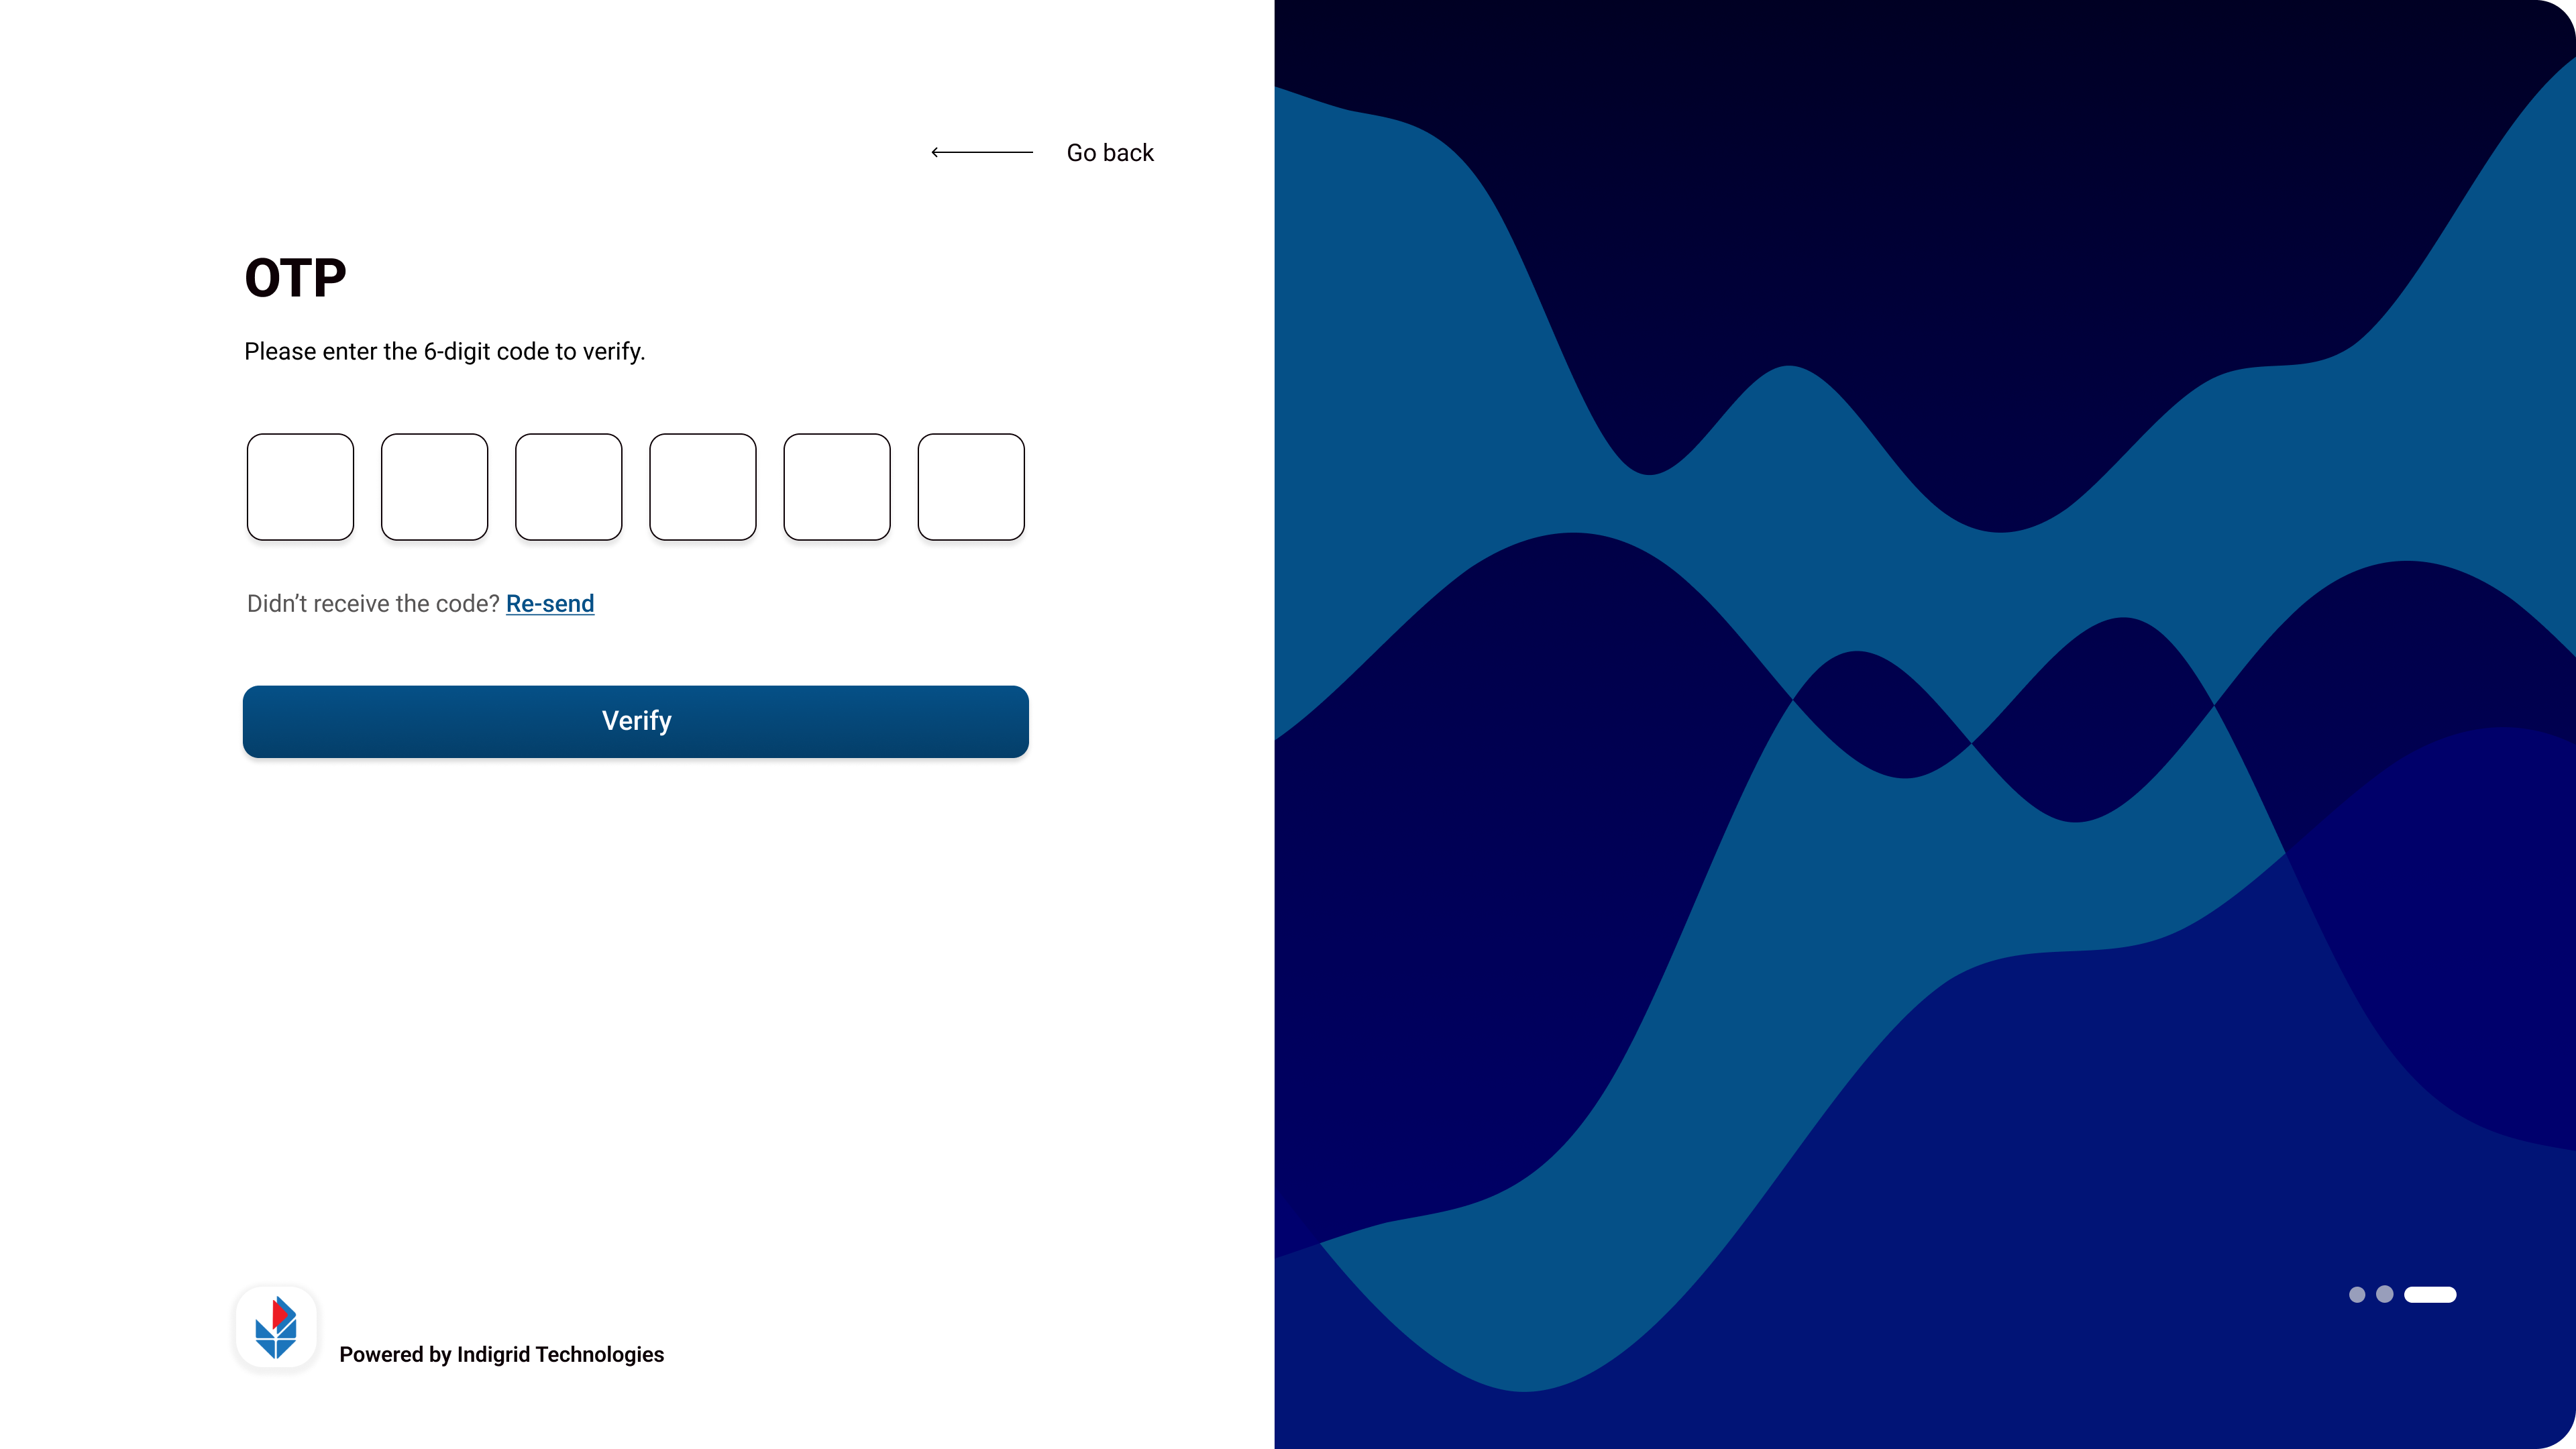 Go back
OTP
Please enter the 6-digit code to verify.
Didn’t receive the code? Re-send
Verify
Powered by Indigrid Technologies